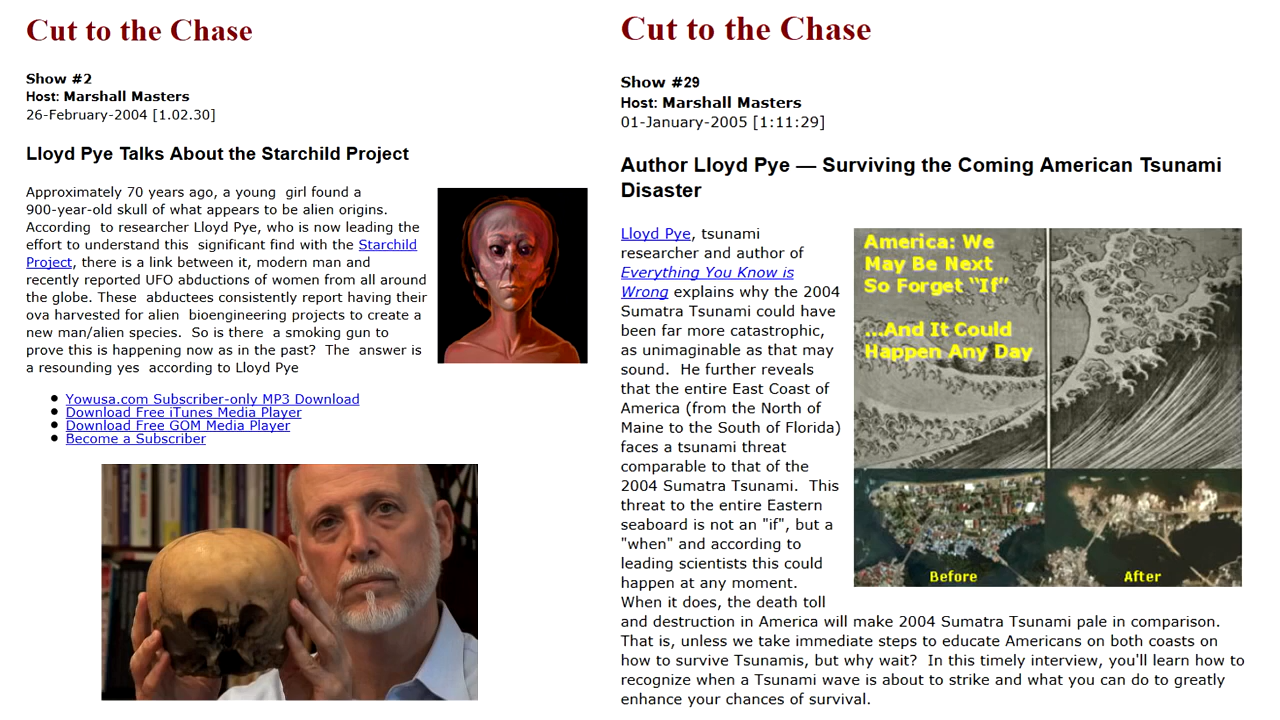 Cut to the Chase
Show #2
Host: Marshall Masters
26-February-2004 [1.02.30]
Lloyd Pye Talks About the Starchild Project
Approximately 70 years ago, a young girl found a
900-year-old skull of what appears to be alien origins.
According to researcher Lloyd Pye, who is now leading the
effort to understand this significant find with the Starchild
Project, there is a link between it, modern man and
recently reported UFO abductions of women from all around
the globe. These abductees consistently report having their
ova harvested for alien bioengineering projects to create a
new man/alien species. So is there a smoking gun to
prove this is happening now as in the past? The answer is
a resounding yes according to Lloyd Pye
Yowusa.com Subscriber-only MP3 Download
Download Free iTunes Media Player
Download Free GOM Media Player
Become a Subscriber
Cut to the Chase
Show #29
Host: Marshall Masters
01-January-2005 [1:11:29]
Author Lloyd Pye — Surviving the Coming American Tsunami
Disaster
Lloyd Pye, tsunami
researcher and author of
Everything You Know is
Wrong explains why the 2004
Sumatra Tsunami could have
been far more catastrophic,
as unimaginable as that may
sound. He further reveals
that the entire East Coast of
America (from the North of
Maine to the South of Florida)
faces a tsunami threat
comparable to that of the
2004 Sumatra Tsunami. This
threat to the entire Eastern
seaboard is not an "if", but a
"when" and according to
leading scientists this could
happen at any moment.
When it does, the death toll
and destruction in America will make 2004 Sumatra Tsunami pale in comparison.
That is, unless we take immediate steps to educate Americans on both coasts on
how to survive Tsunamis, but why wait? In this timely interview, you'll learn how to
recognize when a Tsunami wave is about to strike and what you can do to greatly
enhance your chances of survival.
America: We
May Be Next
So Forget “If”
...And It Could
Happen Any Day
Before
After